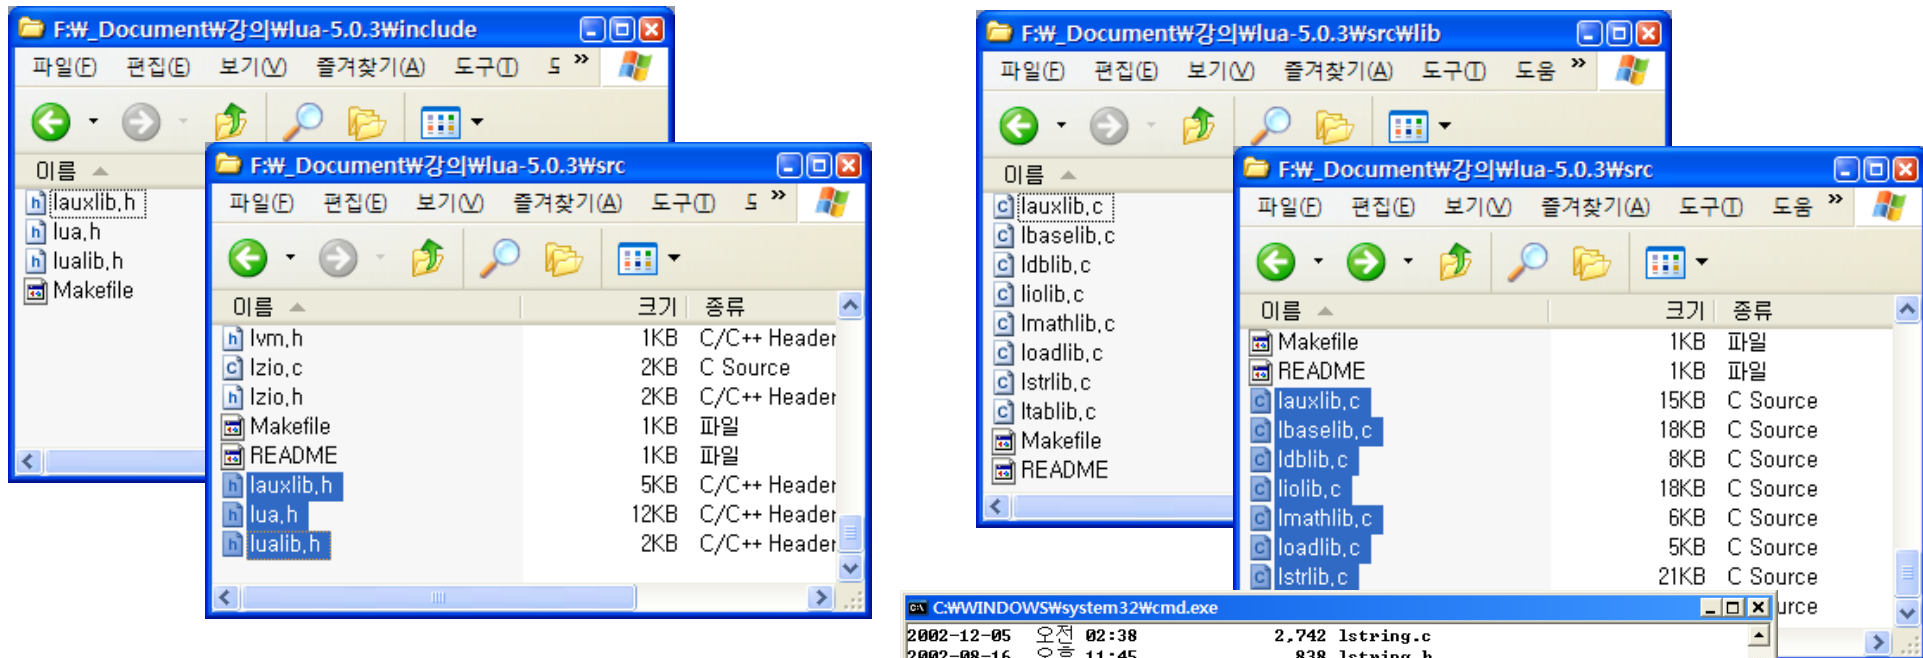 F:₩_Document₩강의₩lua-5.0.3₩include
파일(F) 편집(E) 보기(V) 즐겨찾기(A) 도구(T) »
이름
lauxlib,h
lua,h
lualib,h
Makefile
F:₩_Document₩강의₩lua-5.0.3₩src
파일(F) 편집(E) 보기(V) 즐겨찾기(A) 도구(T) »
이름 크기 종류
lvm,h 1KB C/C++ Header
lzio,c 2KB C Source
lzio,h 2KB C/C++ Header
Makefile 1KB 파일
README 1KB 파일
lauxlib,h 5KB C/C++ Header
lua,h 12KB C/C++ Header
lualib,h 2KB C/C++ Header
F:₩_Document₩강의₩lua-5.0.3₩src₩lib
파일(F) 편집(E) 보기(V) 즐겨찾기(A) 도구(T) 도움 »
이름
lauxlib,c
lbaselib,c
ldblib,c
liolib,c
lmathlib,c
loadlib,c
lstrlib,c
ltablib,c
Makefile
README
F:₩_Document₩강의₩lua-5.0.3₩src
파일(F) 편집(E) 보기(V) 즐겨찾기(A) 도구(T) 도움 »
이름 크기 종류
Makefile 1KB 파일
README 1KB 파일
lauxlib,c 15KB C Source
lbaselib,c 18KB C Source
ldblib,c 8KB C Source
liolib,c 18KB C Source
lmathlib,c 6KB C Source
loadlib,c 5KB C Source
lstrlib,c 21KB C Source
C:₩WINDOWS₩system32₩cmd.exe
2002-12-05 오전 02:38 2,742 lstring.c
2002-08-16 오후 11:45 838 lstring.h